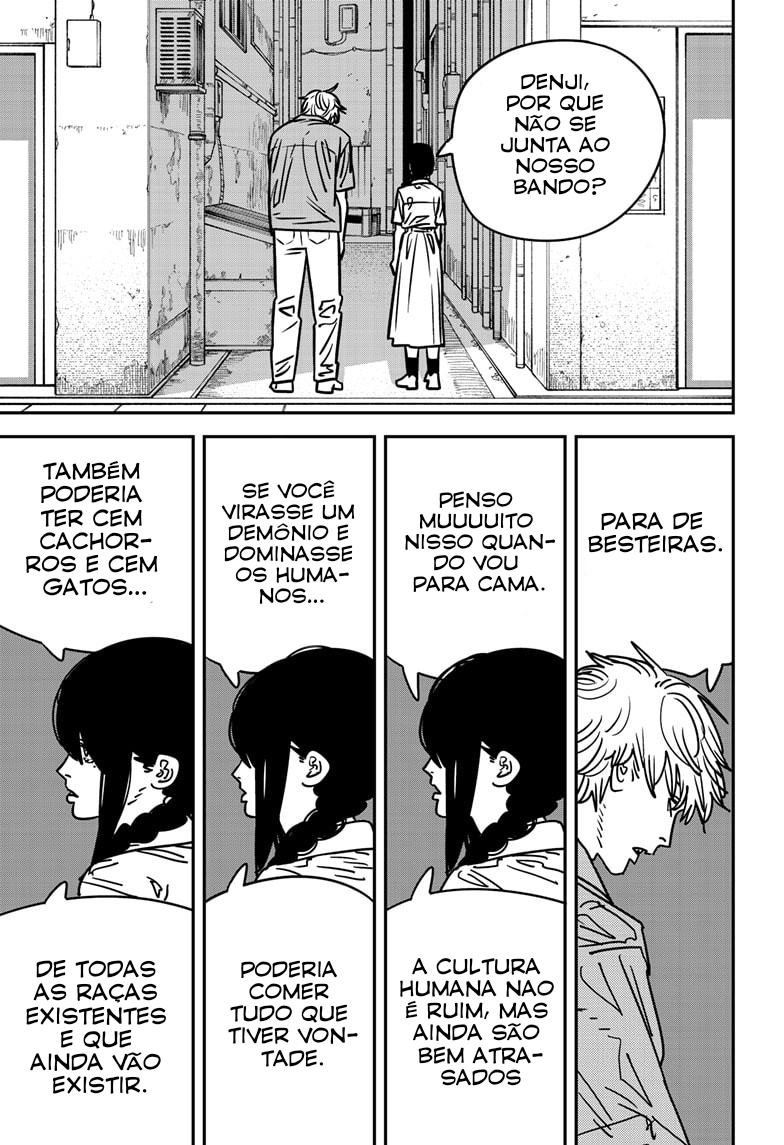 DENJI,
POR QUE
NÃO SE
JUNTA AO
NOSSO
BANDO?
PARA DE
BESTEIRAS.
PENSO
MUUUUITO
NISSO QUAN-
DO VOU
PARA CAMA.
A CULTURA
HUMANA NAO
É RUIM, MAS
AINDA SÃO
BEM ATRA-
SADOS
SE VOCÊ
VIRASSE UM
DEMÔNIO E
DOMINASSE
OS HUMA-
NOS...
PODERIA
COMER
TUDO QUE
TIVER VON-
TADE.
TAMBÉM
PODERIA
TER CEM
CACHOR-
ROS E CEM
GATOS...
DE TODAS
AS RAÇAS
EXISTENTES
E QUE
AINDA VÃO
EXISTIR.